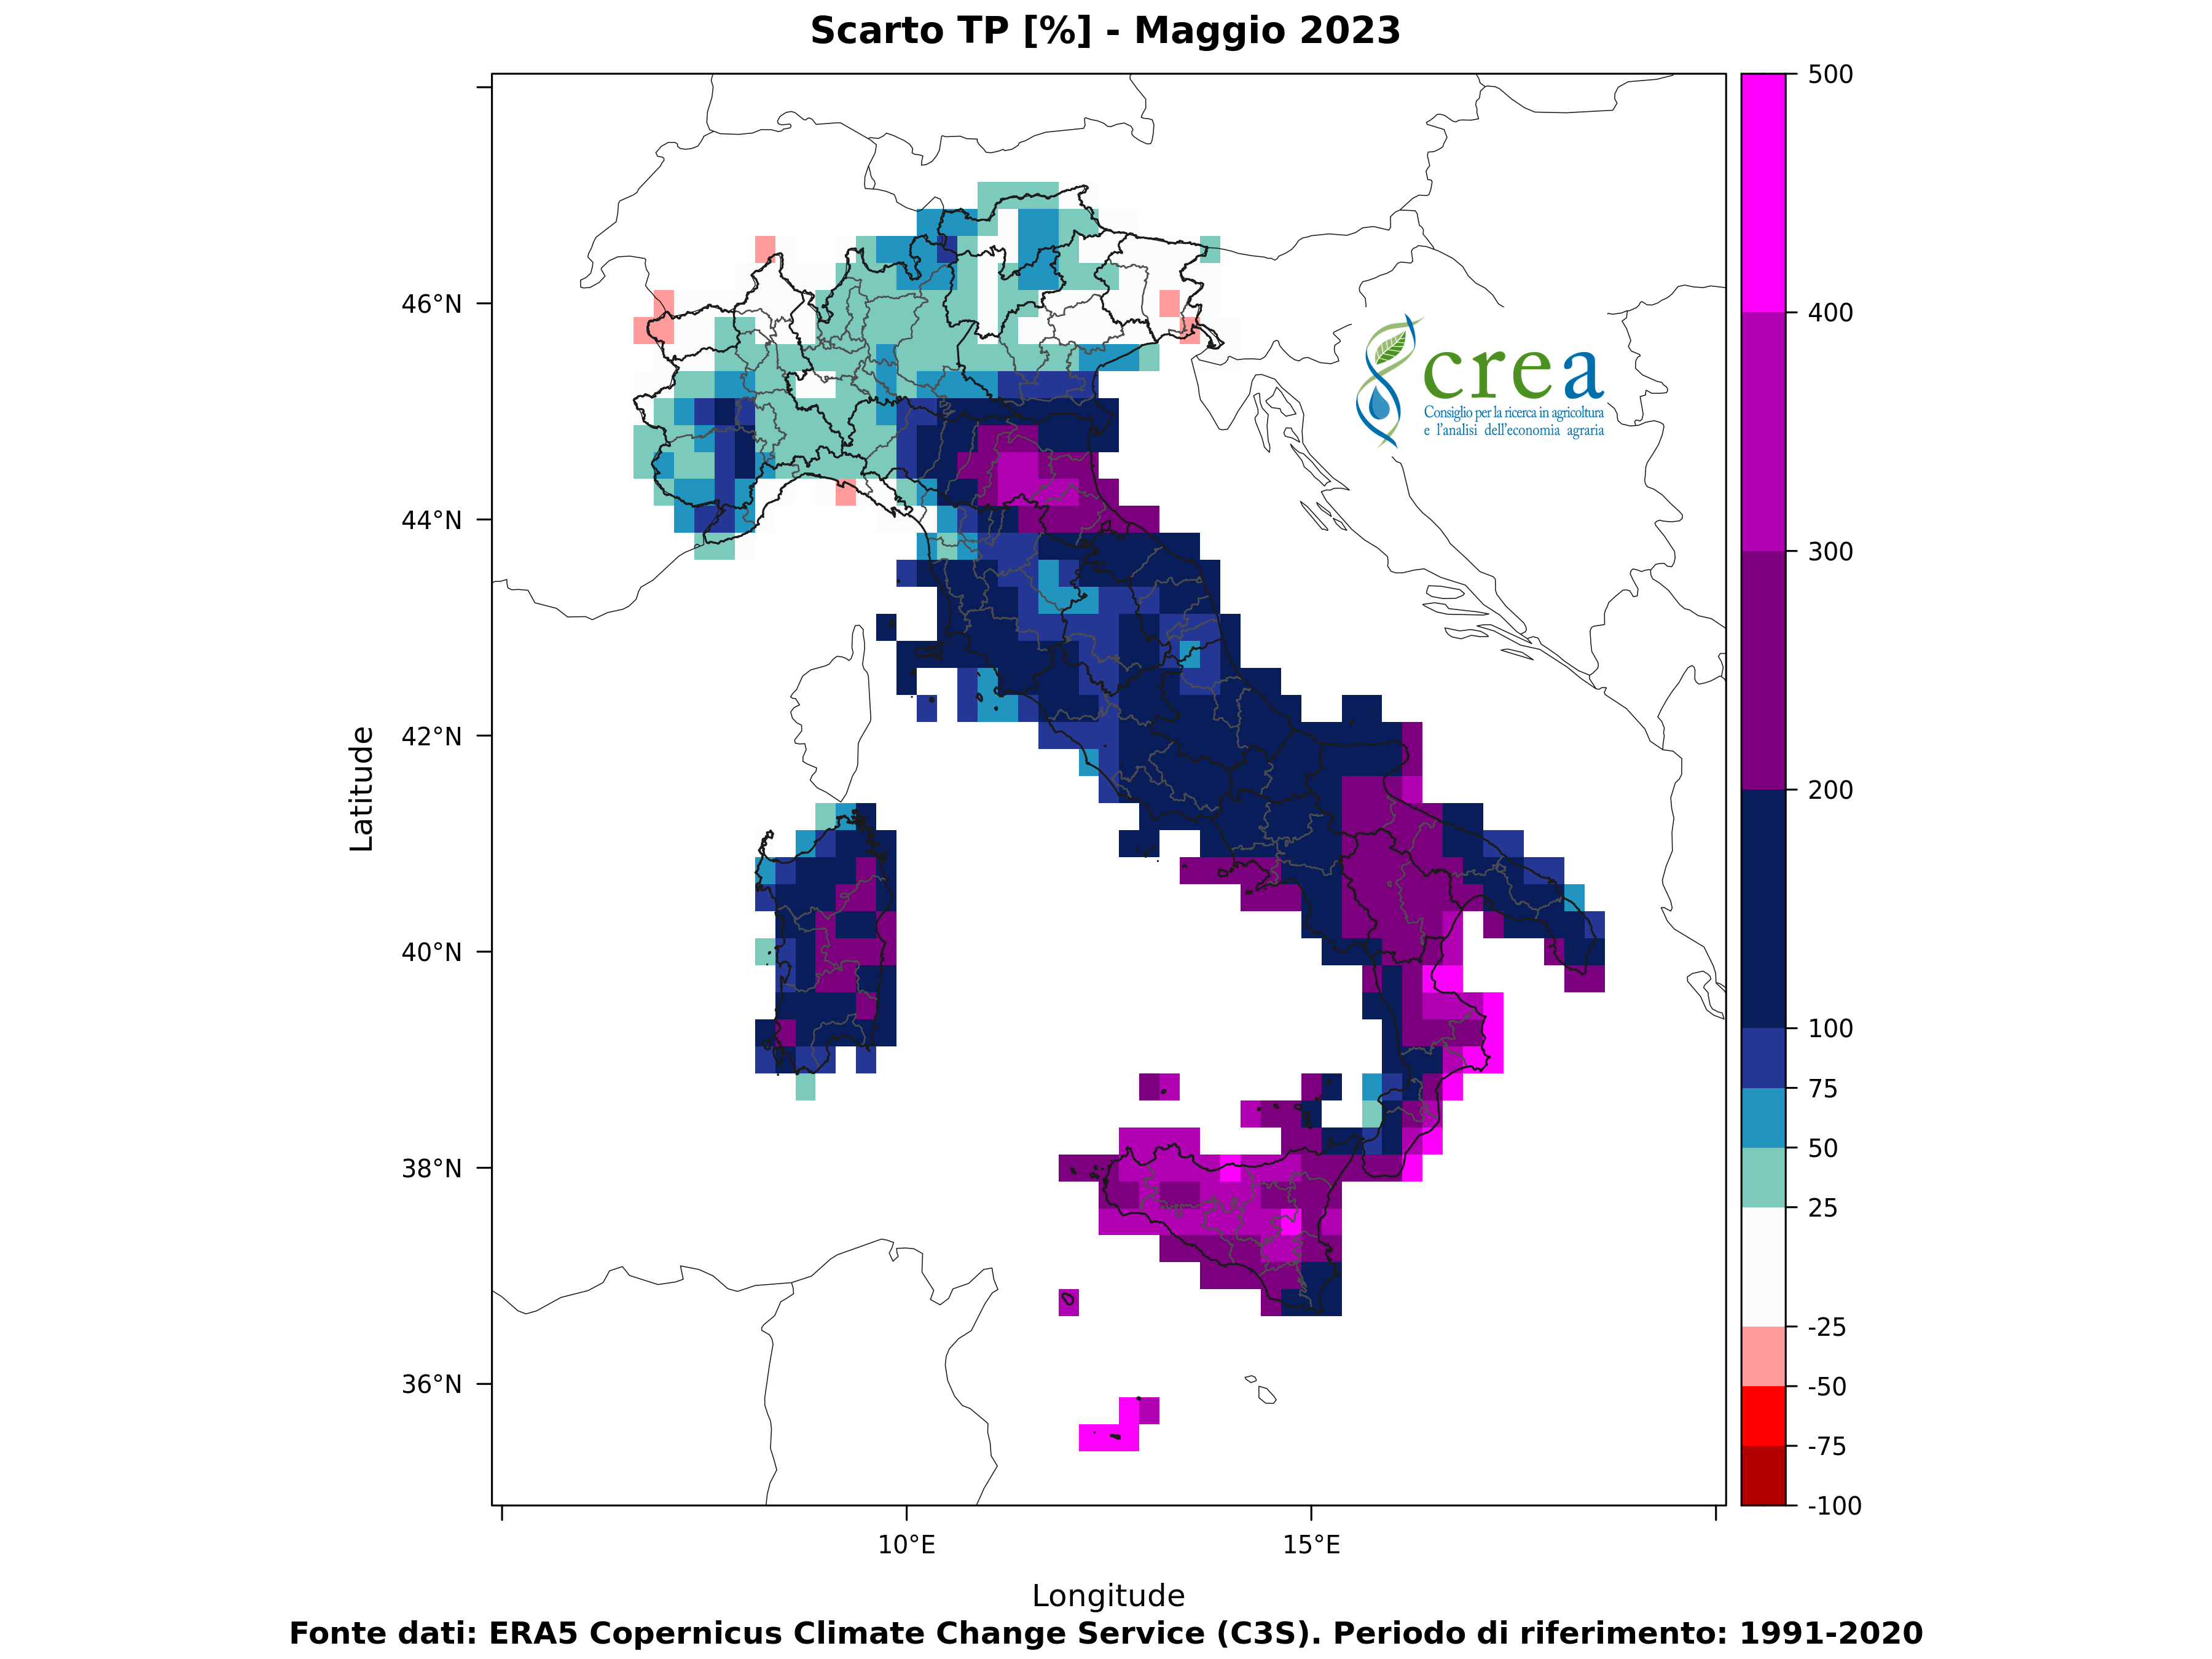 Scarto TP [%] - Maggio 2023
500
400
300
200
100
75
50
25
-25
-50
-75
-100
46°N
44°N
42°N
40°N
38°N
36°N
Latitude
crea
Consiglio per la ricerca in agricoltura
e l'analisi dell'economia agraria
10°E
15°E
Longitude
Fonte dati: ERA5 Copernicus Climate Change Service (C3S). Periodo di riferimento: 1991-2020